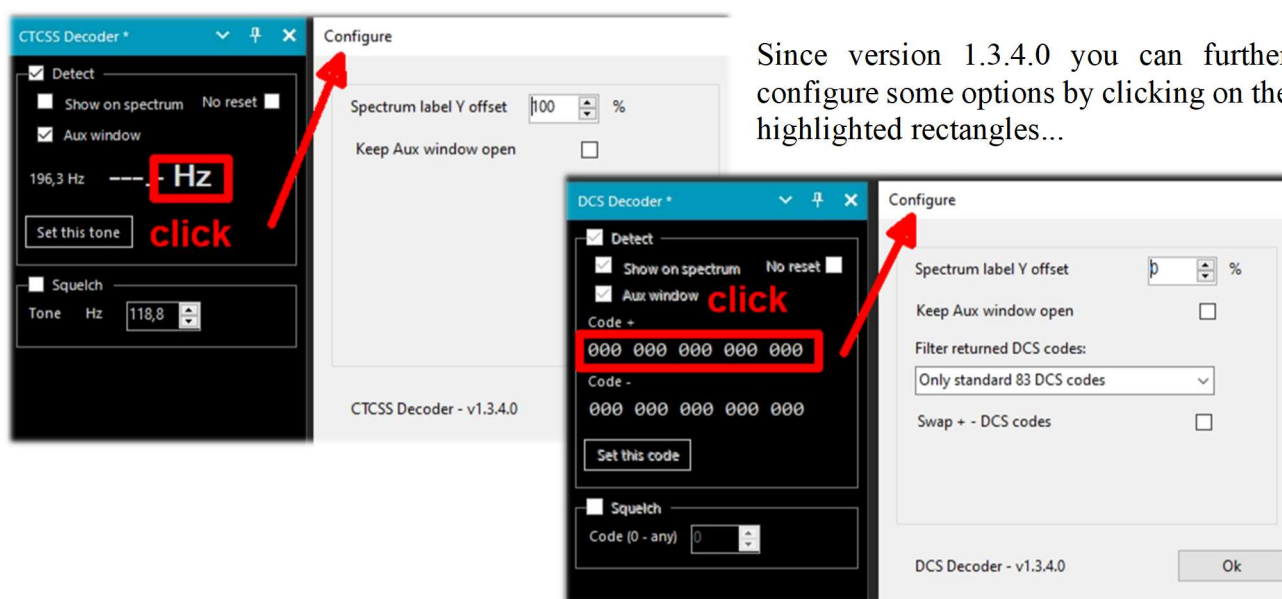 CTCSS Decoder *
Detect
Show on spectrum No reset
Aux window
196,3 Hz ---.- Hz
click
Set this tone
Squelch
Tone Hz 118,8
Configure
Spectrum label Y offset 100 %
Keep Aux window open
CTCSS Decoder - v1.3.4.0
Since version 1.3.4.0 you can further
configure some options by clicking on the
highlighted rectangles...
DCS Decoder *
Detect
Show on spectrum No reset
Aux window
click
Code +
000 000 000 000 000
Code -
000 000 000 000 000
Set this code
Squelch
Code (0 - any) 0
Configure
Spectrum label Y offset 0 %
Keep Aux window open
Filter returned DCS codes:
Only standard 83 DCS codes
Swap + - DCS codes
DCS Decoder - v1.3.4.0
Ok